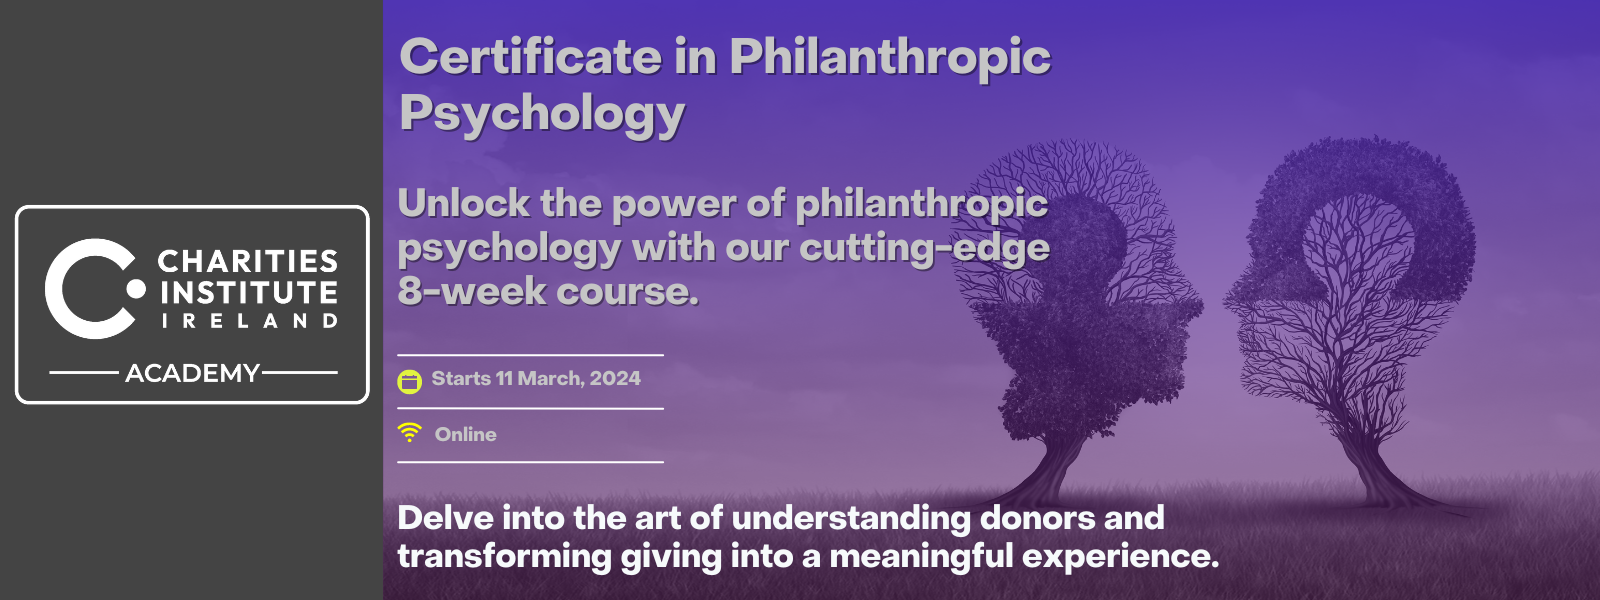 CHARITIES
INSTITUTE
IRELAND
ACADEMY
Certificate in Philanthropic
Psychology
Unlock the power of philanthropic
psychology with our cutting-edge
8-week course.
Starts 11 March, 2024
Online
Delve into the art of understanding donors and
transforming giving into a meaningful experience.